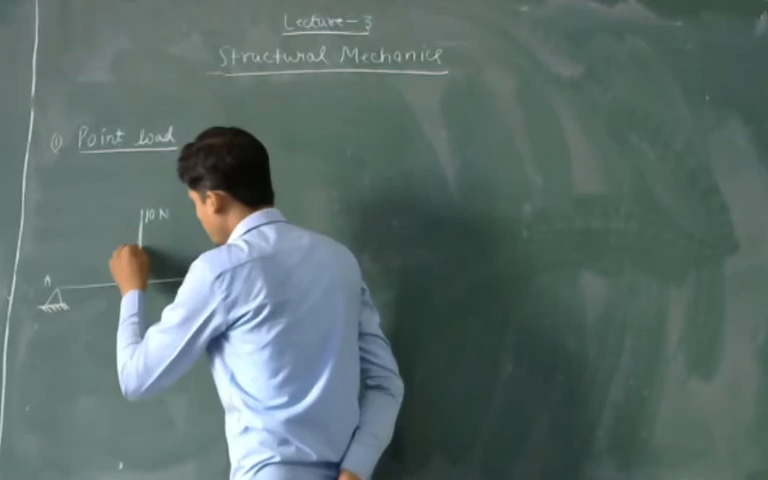 Lecture-3
Structural Mechanics
(1) Point load
10 N
A